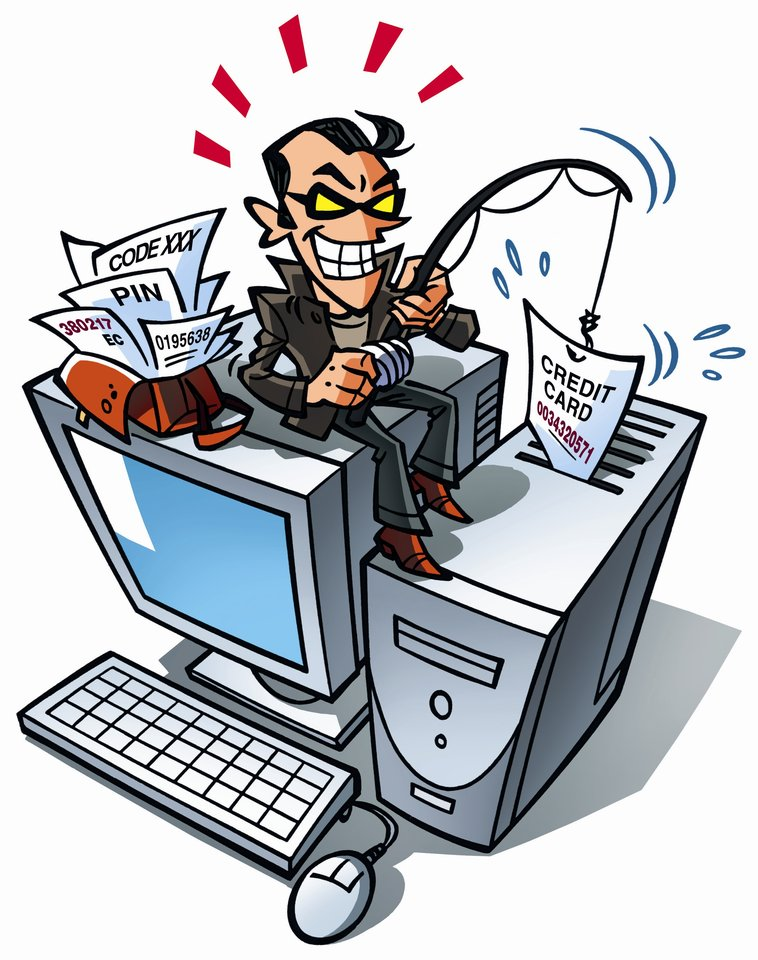 CODE XXX
PIN
380217
EC
0195638
CREDIT
CARD
0034320571